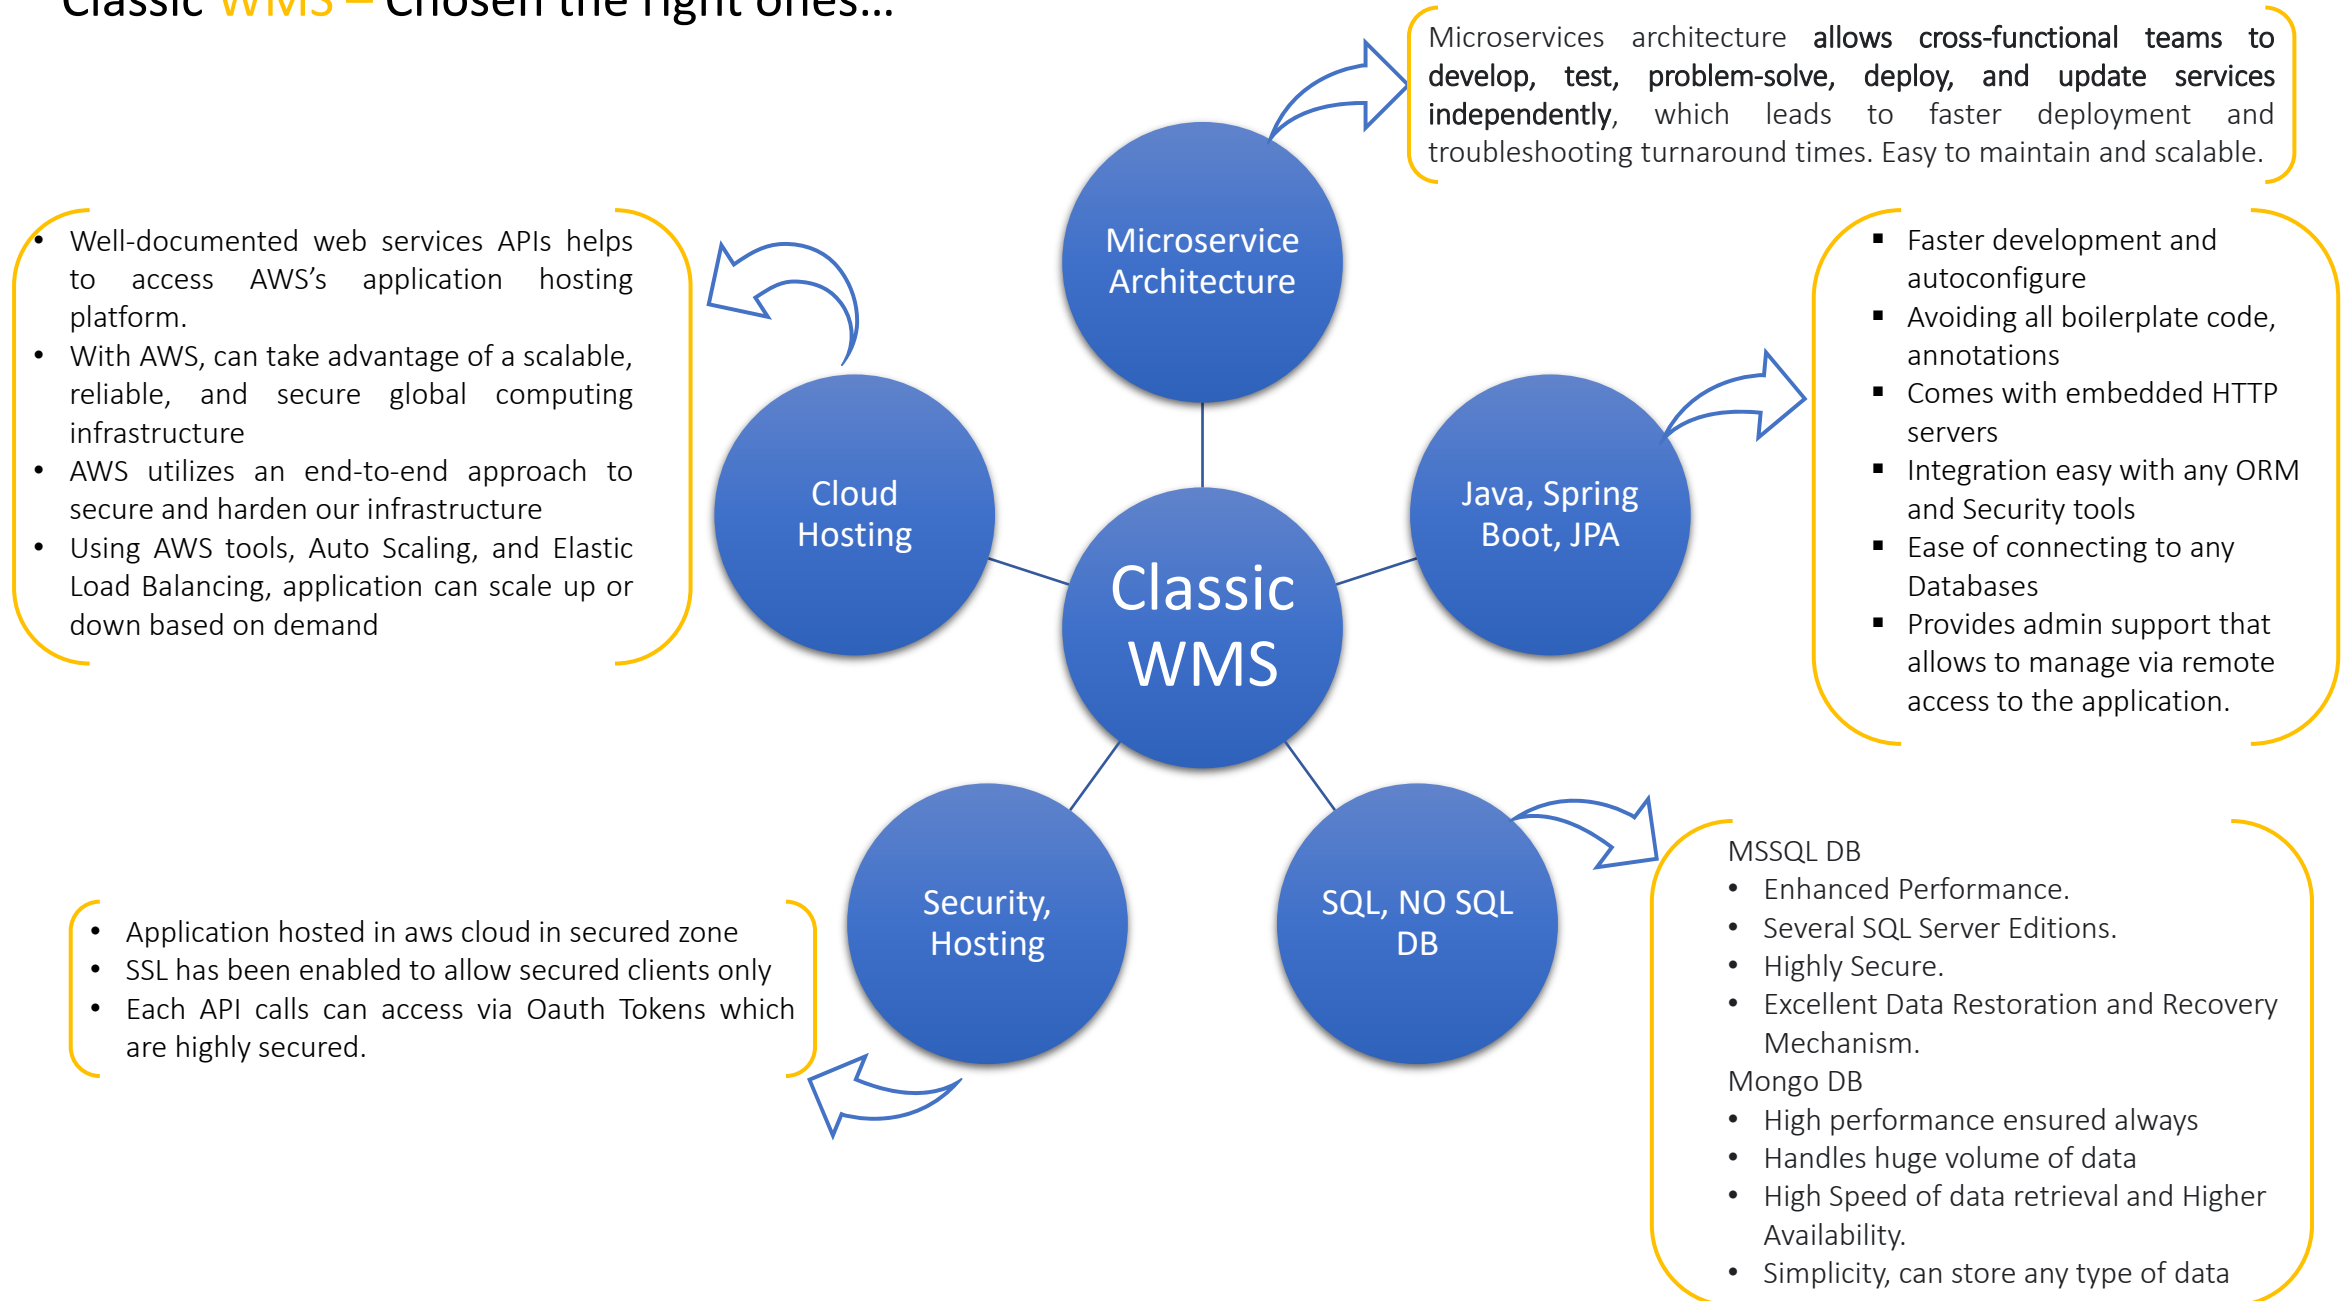 Classic WMS – Chosen the right ones...
Microservices architecture allows cross-functional teams to
develop, test, problem-solve, deploy, and update services
independently, which leads to faster deployment and
troubleshooting turnaround times. Easy to maintain and scalable.
Microservice
Architecture
• Well-documented web services APIs helps
to access AWS’s application hosting
platform.
• With AWS, can take advantage of a scalable,
reliable, and secure global computing
infrastructure
• AWS utilizes an end-to-end approach to
secure and harden our infrastructure
• Using AWS tools, Auto Scaling, and Elastic
Load Balancing, application can scale up or
down based on demand
Cloud
Hosting
Classic
WMS
Java, Spring
Boot, JPA
▪ Faster development and
autoconfigure
▪ Avoiding all boilerplate code,
annotations
▪ Comes with embedded HTTP
servers
▪ Integration easy with any ORM
and Security tools
▪ Ease of connecting to any
Databases
▪ Provides admin support that
allows to manage via remote
access to the application.
• Application hosted in aws cloud in secured zone
• SSL has been enabled to allow secured clients only
• Each API calls can access via Oauth Tokens which
are highly secured.
Security,
Hosting
SQL, NO SQL
DB
MSSQL DB
• Enhanced Performance.
• Several SQL Server Editions.
• Highly Secure.
• Excellent Data Restoration and Recovery
Mechanism.
Mongo DB
• High performance ensured always
• Handles huge volume of data
• High Speed of data retrieval and Higher
Availability.
• Simplicity, can store any type of data